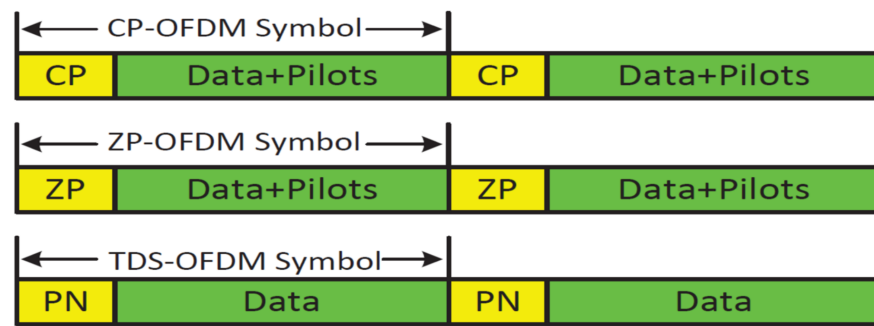 CP-OFDM Symbol
CP Data+Pilots CP Data+Pilots
ZP-OFDM Symbol
ZP Data+Pilots ZP Data+Pilots
TDS-OFDM Symbol
PN Data PN Data